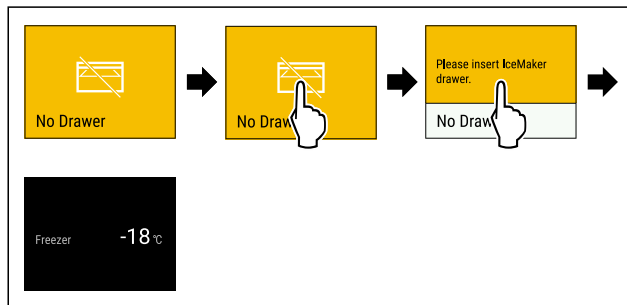 No Drawer
No Draw
Please insert IceMaker
drawer.
No Draw
Freezer -18 °C